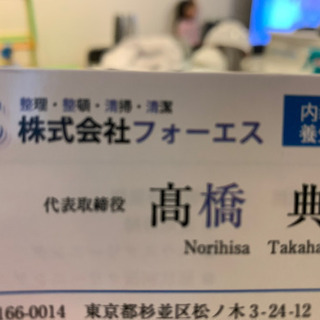 整理・整頓・清掃・清潔
株式会社フォーエス
内
養
代表取締役 髙橋 典
Norihisa Takaha
166-0014 東京都杉並区松ノ木3-24-12